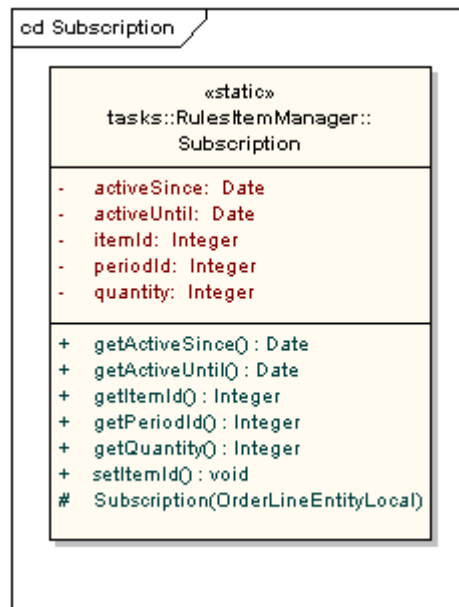 cd Subscription
«static»
tasks::RulesItemManager::
Subscription
- activeSince: Date
- activeUntil: Date
- itemId: Integer
- periodId: Integer
- quantity: Integer
+ getActiveSince() : Date
+ getActiveUntil() : Date
+ getItemId() : Integer
+ getPeriodId() : Integer
+ getQuantity() : Integer
+ setItemId() : void
# Subscription(OrderLineEntityLocal)